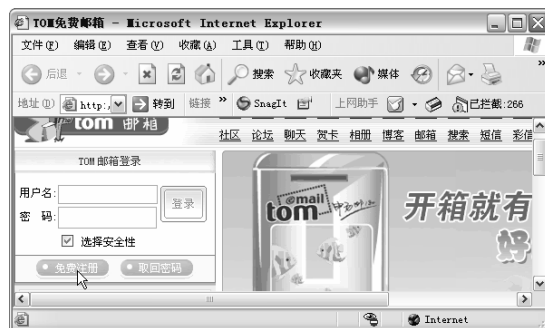 TOM免费邮箱 - Microsoft Internet Explorer
文件(F) 编辑(E) 查看(V) 收藏(A) 工具(T) 帮助(H)
后退 搜索 收藏夹 媒体 »
地址(D) http:/ 转到 链接 » SnagIt 上网助手 已拦截:266
tom 邮箱 社区 论坛 聊天 贺卡 相册 博客 邮箱 搜索 短信 彩信
TOM 邮箱登录
用户名: 登录
密 码:
选择安全性
免费注册 取回密码
@email
tom
开箱就有
好
Internet